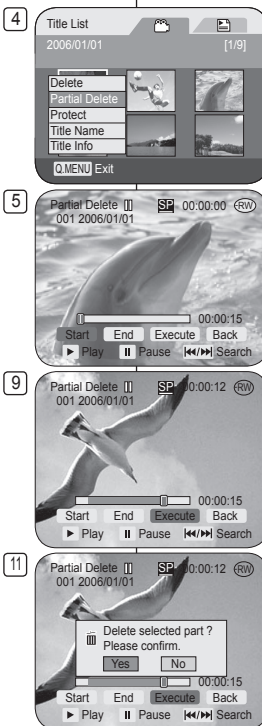 4
Title List
2006/01/01 [1/9]
Delete
Partial Delete
Protect
Title Name
Title Info
Q.MENU Exit
5
Partial Delete SP 00:00:00 RW
001 2006/01/01
00:00:15
Start End Execute Back
Play Pause Search
9
Partial Delete SP 00:00:12 RW
001 2006/01/01
00:00:15
Start End Execute Back
Play Pause Search
11
Partial Delete SP 00:00:12 RW
001 2006/01/01
Delete selected part ?
Please confirm.
Yes No
00:00:15
Start End Execute Back
Play Pause Search